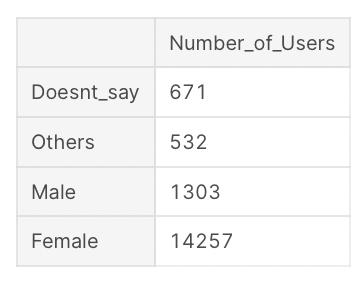 Number_of_Users
Doesnt_say 671
Others 532
Male 1303
Female 14257